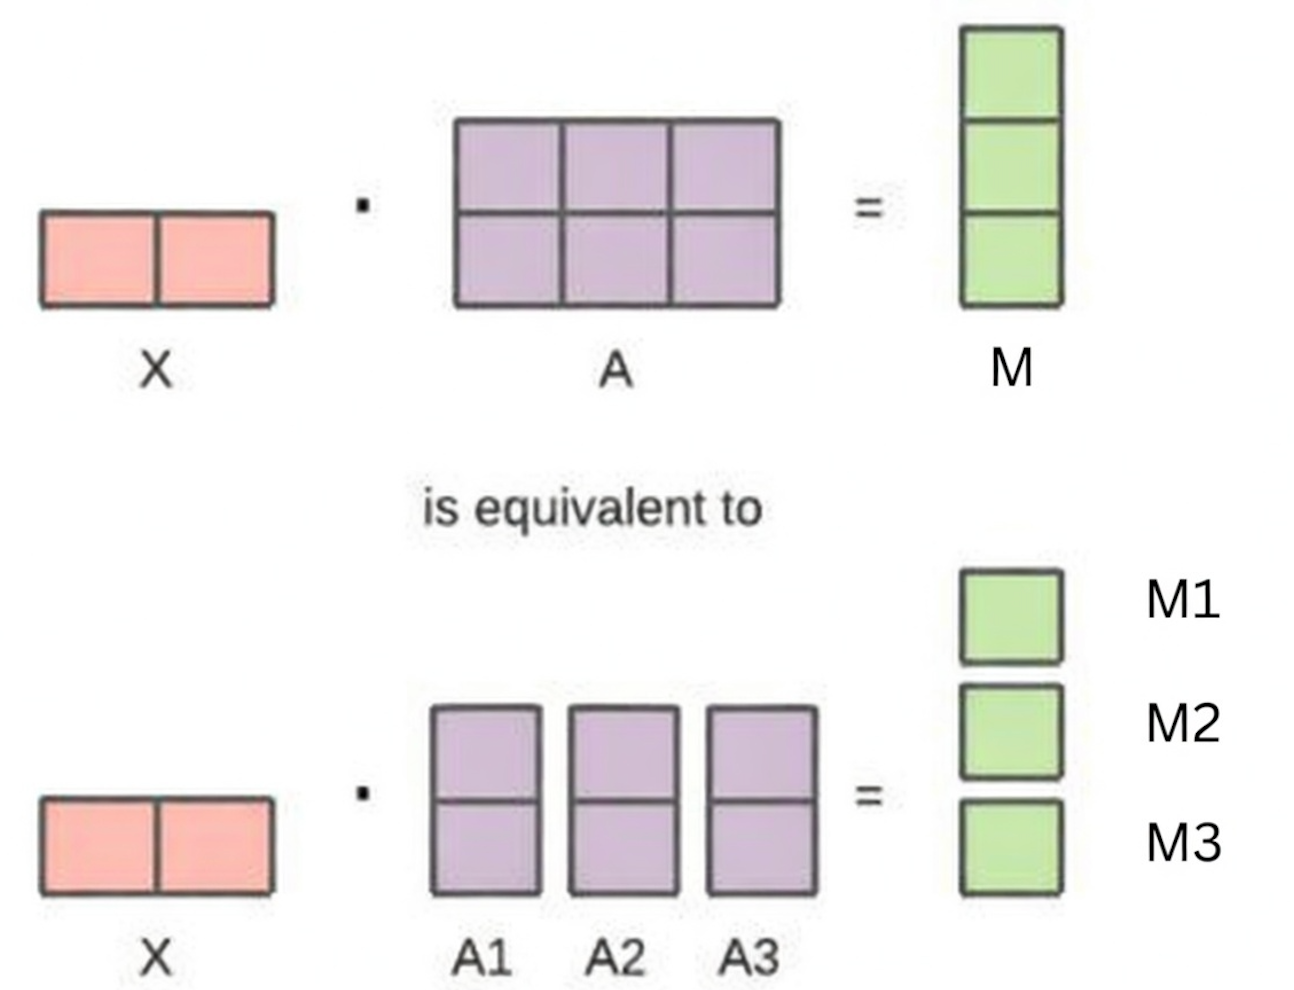 X · A = M
is equivalent to
M1
M2
M3
X · A1 A2 A3 =